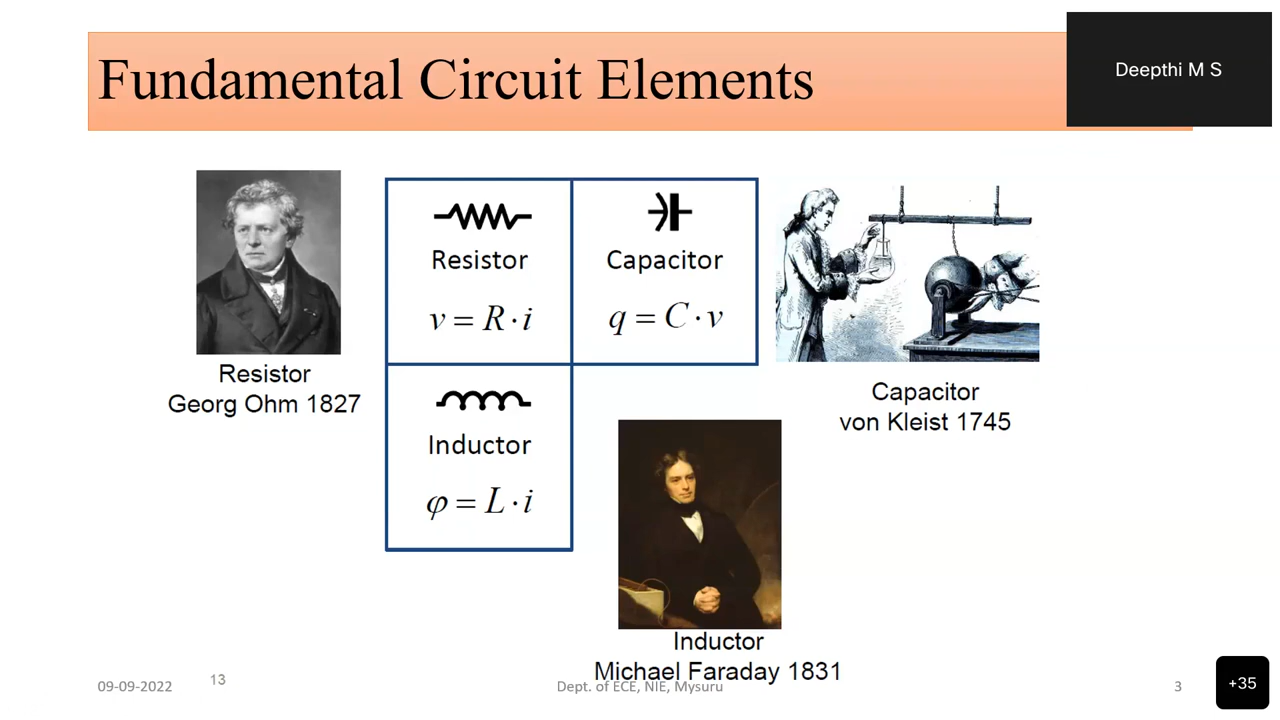 Fundamental Circuit Elements
Deepthi M S
Resistor
v = R · i
Capacitor
q = C · v
Resistor
Georg Ohm 1827
Inductor
φ = L · i
Capacitor
von Kleist 1745
Inductor
Michael Faraday 1831
09-09-2022
13
Dept. of ECE, NIE, Mysuru
3
+35